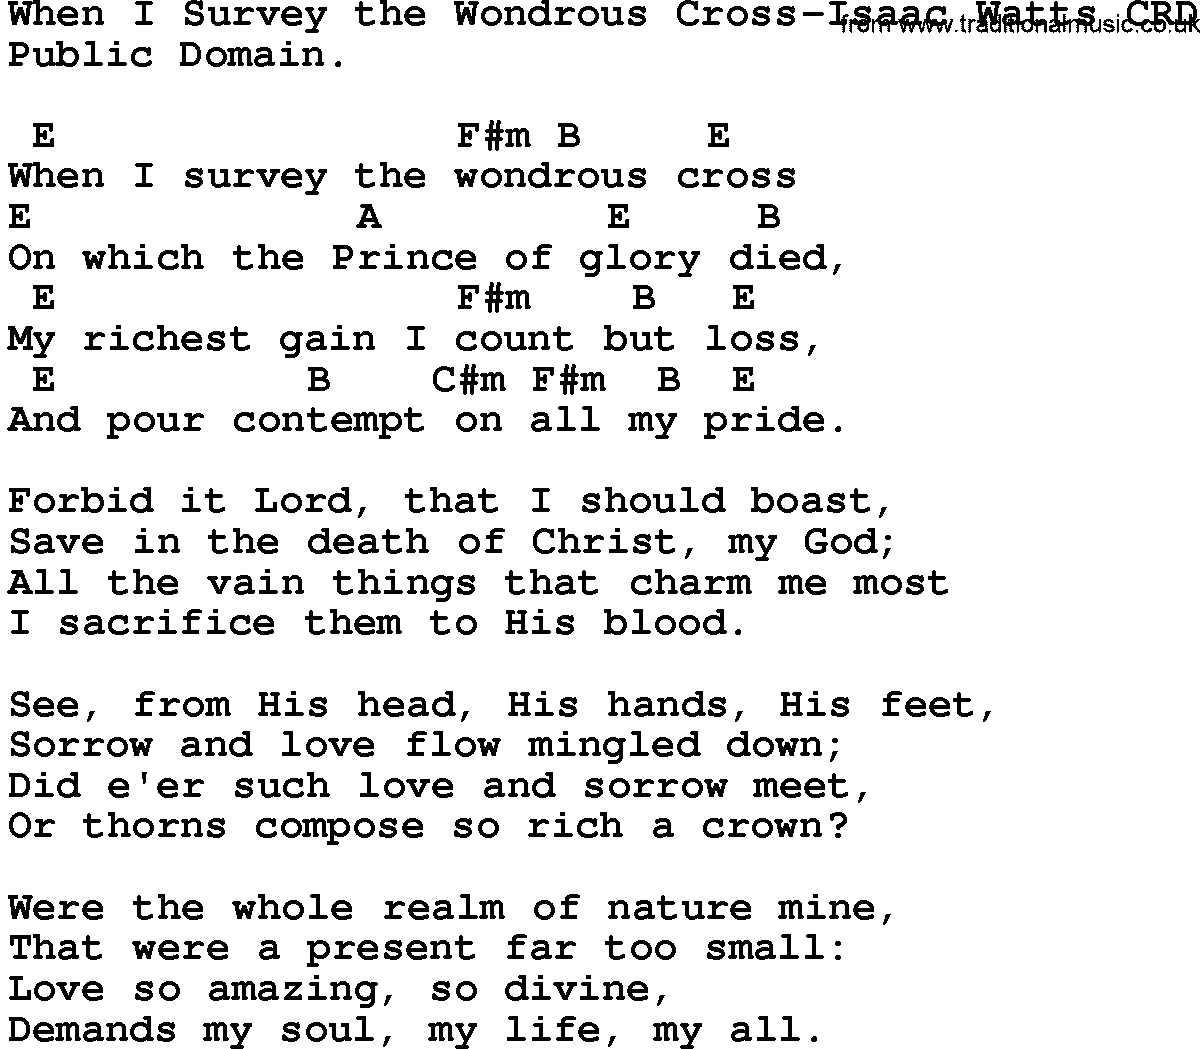 When I Survey the Wondrous Cross-Isaac Watts CRD
from www.traditionalmusic.co.uk
Public Domain.

 E                                F#m B          E
When I survey the wondrous cross
E                          A                  E          B
On which the Prince of glory died,
 E                                F#m        B      E
My richest gain I count but loss,
 E                    B        C#m F#m    B    E
And pour contempt on all my pride.

Forbid it Lord, that I should boast,
Save in the death of Christ, my God;
All the vain things that charm me most
I sacrifice them to His blood.

See, from His head, His hands, His feet,
Sorrow and love flow mingled down;
Did e'er such love and sorrow meet,
Or thorns compose so rich a crown?

Were the whole realm of nature mine,
That were a present far too small:
Love so amazing, so divine,
Demands my soul, my life, my all.